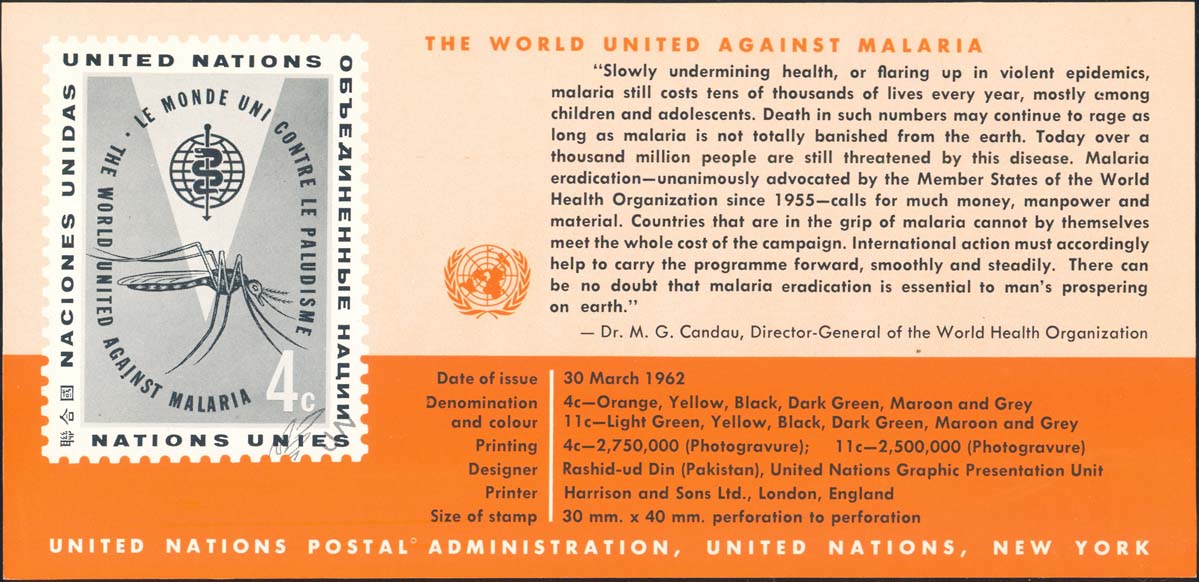 UNITED NATIONS
NACIONES UNIDAS
ОБЪЕДИНЕННЫЕ НАЦИИ
LE MONDE UNI CONTRE LE PALUDISME
· THE WORLD UNITED AGAINST MALARIA
4c
聯合國
NATIONS UNIES
THE WORLD UNITED AGAINST MALARIA
"Slowly undermining health, or flaring up in violent epidemics,
malaria still costs tens of thousands of lives every year, mostly among
children and adolescents. Death in such numbers may continue to rage as
long as malaria is not totally banished from the earth. Today over a
thousand million people are still threatened by this disease. Malaria
eradication—unanimously advocated by the Member States of the World
Health Organization since 1955—calls for much money, manpower and
material. Countries that are in the grip of malaria cannot by themselves
meet the whole cost of the campaign. International action must accordingly
help to carry the programme forward, smoothly and steadily. There can
be no doubt that malaria eradication is essential to man's prospering
on earth."
— Dr. M. G. Candau, Director-General of the World Health Organization
Date of issue 30 March 1962
Denomination 4c—Orange, Yellow, Black, Dark Green, Maroon and Grey
and colour 11c—Light Green, Yellow, Black, Dark Green, Maroon and Grey
Printing 4c—2,750,000 (Photogravure); 11c—2,500,000 (Photogravure)
Designer Rashid-ud Din (Pakistan), United Nations Graphic Presentation Unit
Printer Harrison and Sons Ltd., London, England
Size of stamp 30 mm. x 40 mm. perforation to perforation
UNITED NATIONS POSTAL ADMINISTRATION, UNITED NATIONS, NEW YORK